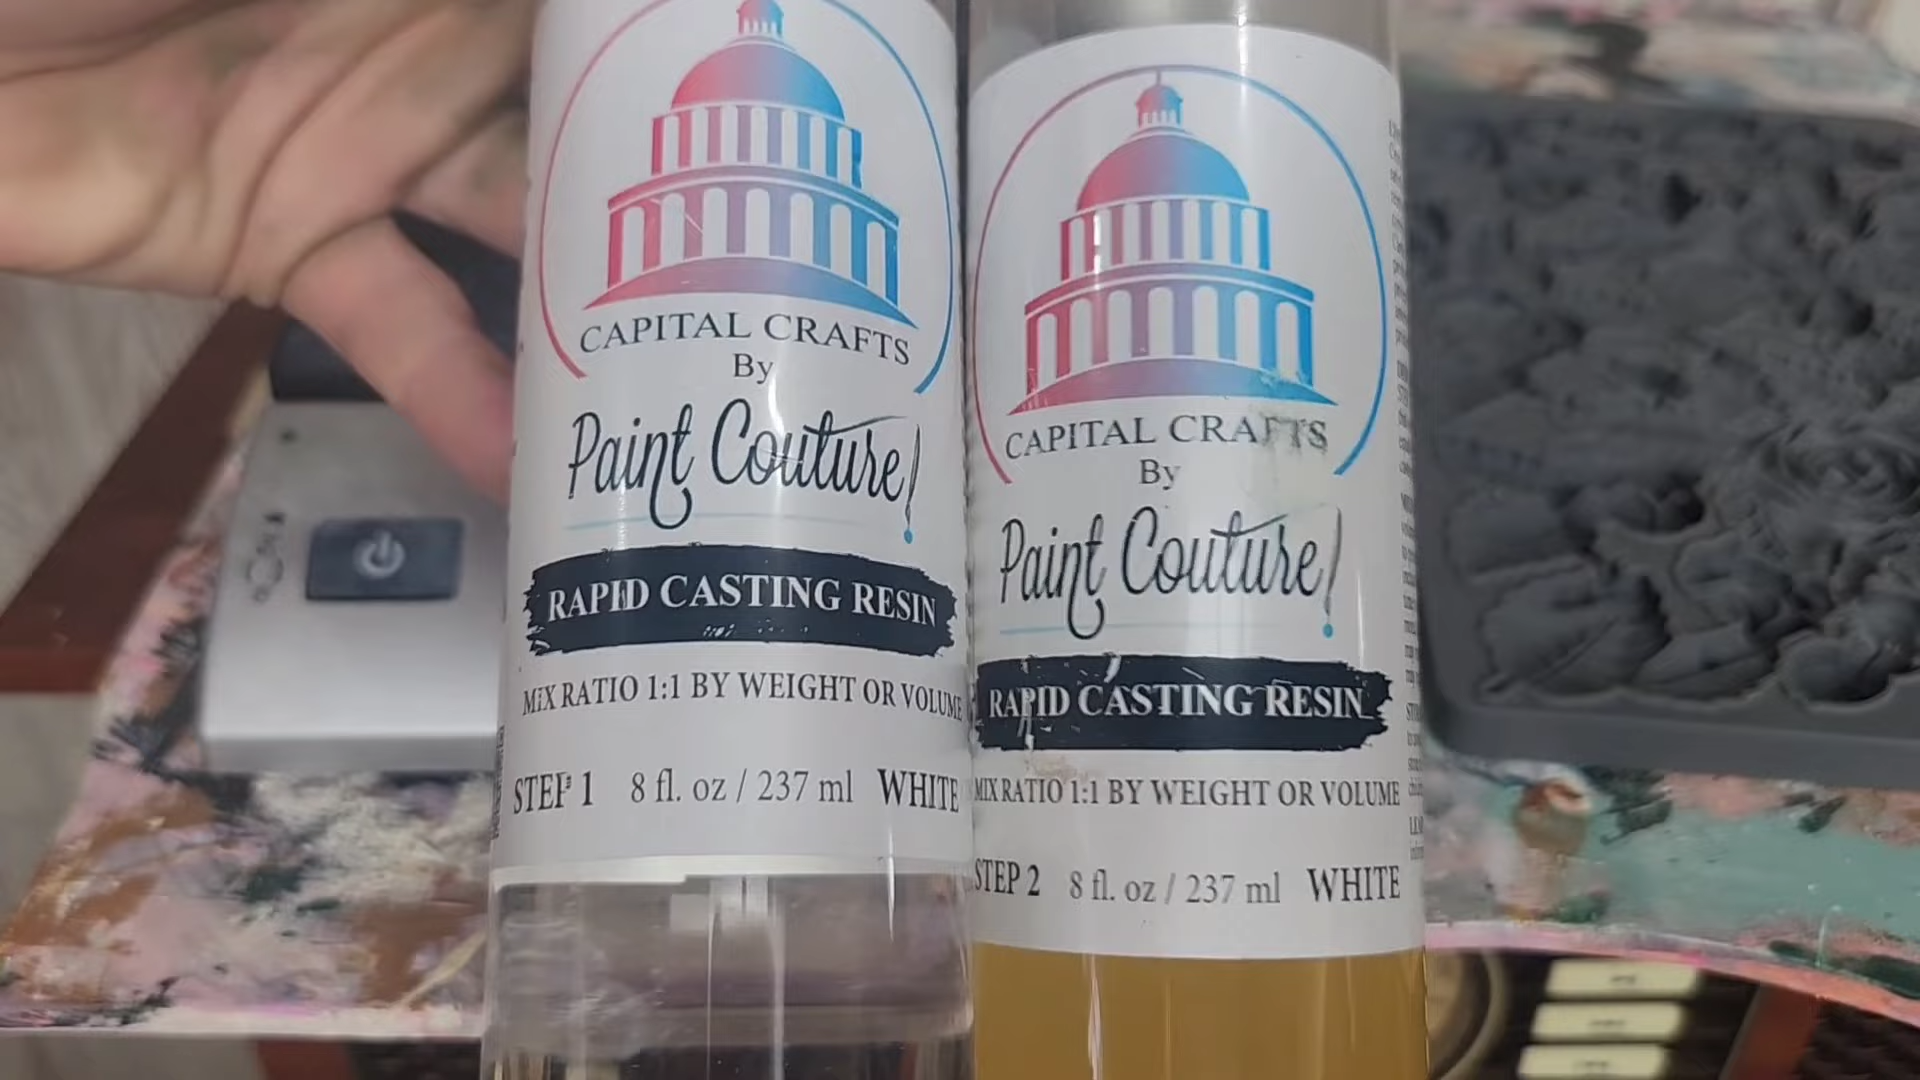 CAPITAL CRAFTS
By
Paint Couture!
RAPID CASTING RESIN
MIX RATIO 1:1 BY WEIGHT OR VOLUME
STEP 1 8 fl. oz / 237 ml WHITE
CAPITAL CRAFTS
By
Paint Couture!
RAPID CASTING RESIN
MIX RATIO 1:1 BY WEIGHT OR VOLUME
STEP 2 8 fl. oz / 237 ml WHITE